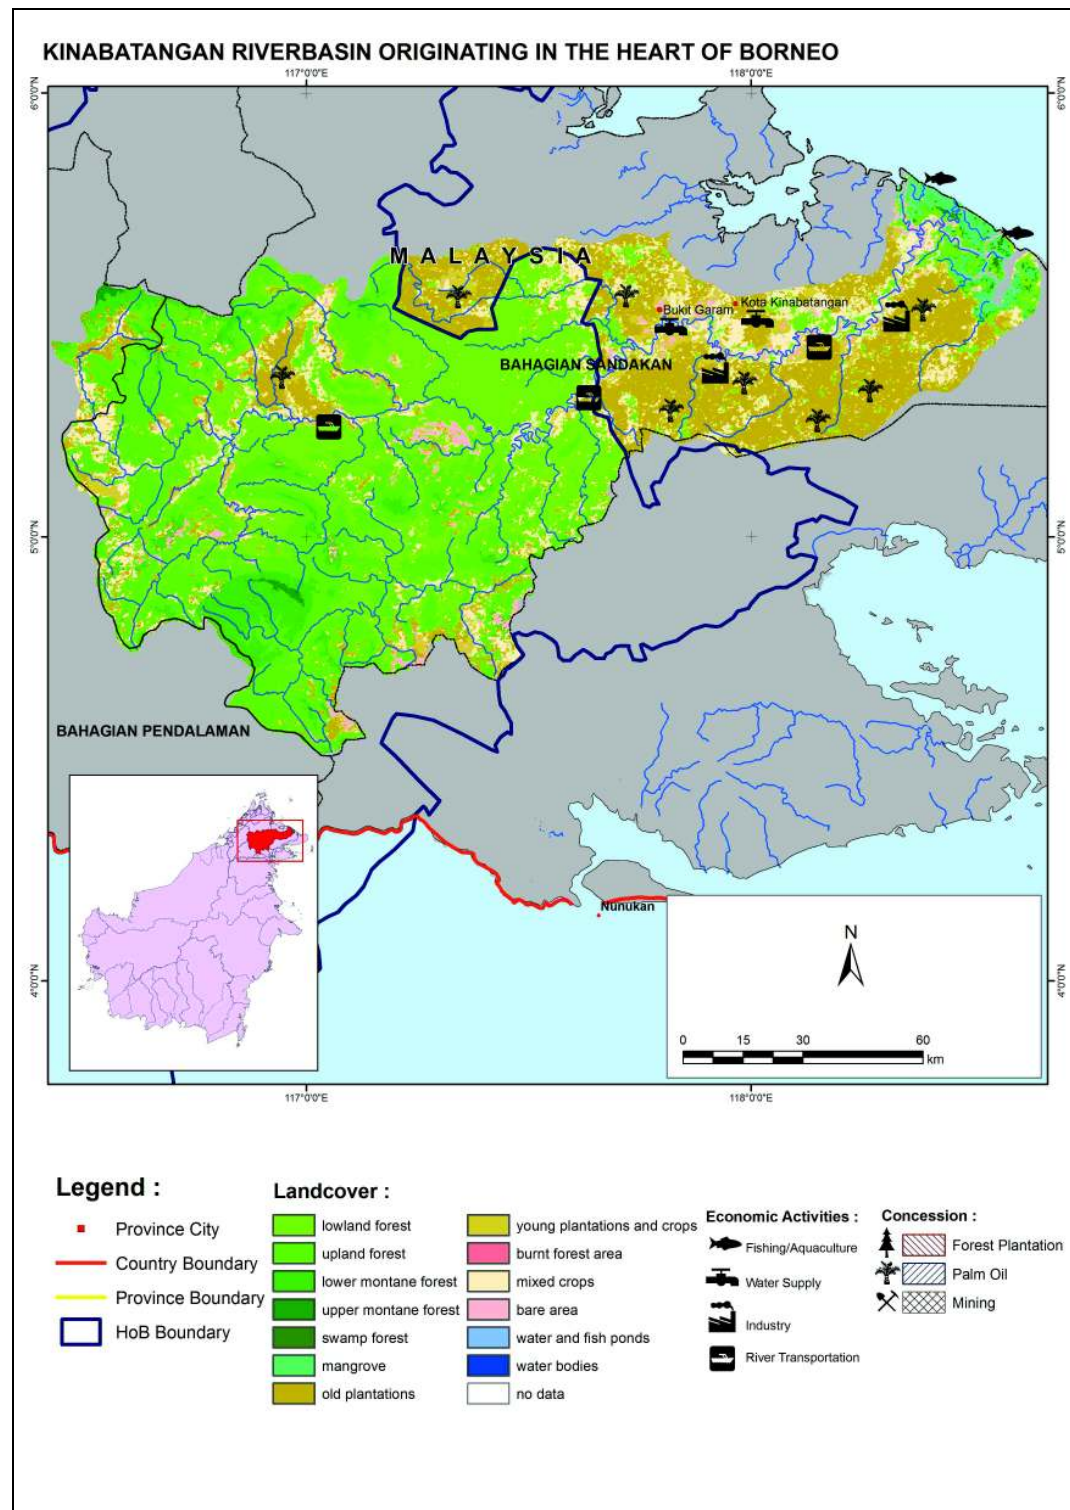 KINABATANGAN RIVERBASIN ORIGINATING IN THE HEART OF BORNEO
117°0'0"E
118°0'0"E
6°0'0"N
6°0'0"N
MALAYSIA
Bukit Garam
Kota Kinabatangan
BAHAGIAN SANDAKAN
5°0'0"N
5°0'0"N
BAHAGIAN PENDALAMAN
Nunukan
N
4°0'0"N
4°0'0"N
0 15 30 60
km
117°0'0"E
118°0'0"E
Legend :
Province City
Country Boundary
Province Boundary
HoB Boundary
Landcover :
lowland forest
upland forest
lower montane forest
upper montane forest
swamp forest
mangrove
old plantations
young plantations and crops
burnt forest area
mixed crops
bare area
water and fish ponds
water bodies
no data
Economic Activities :
Fishing/Aquaculture
Water Supply
Industry
River Transportation
Concession :
Forest Plantation
Palm Oil
Mining